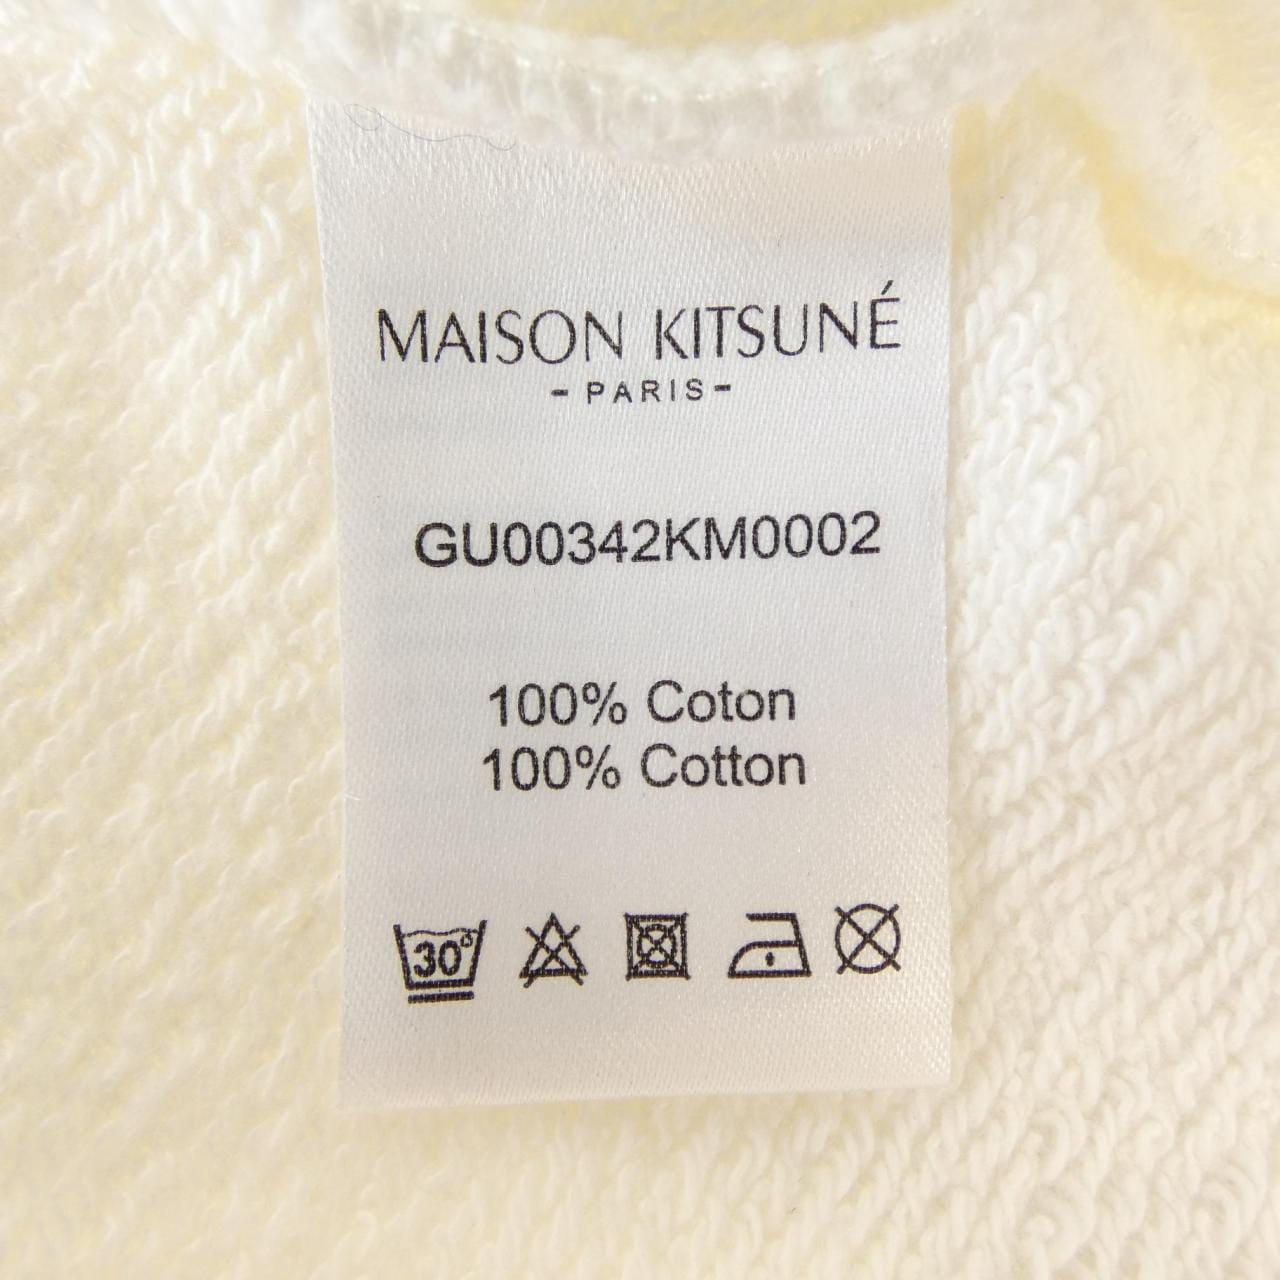 MAISON KITSUNÉ
- PARIS -
GU00342KM0002
100% Coton
100% Cotton
30°